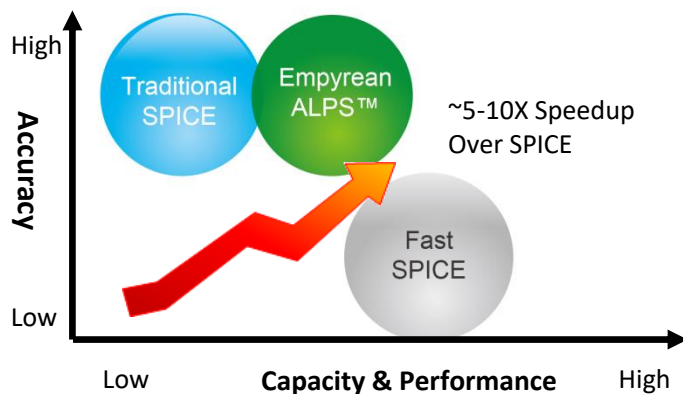 High
Traditional
SPICE
Empyrean
ALPS™
~5-10X Speedup
Over SPICE
Accuracy
Fast
SPICE
Low
Low
Capacity & Performance
High